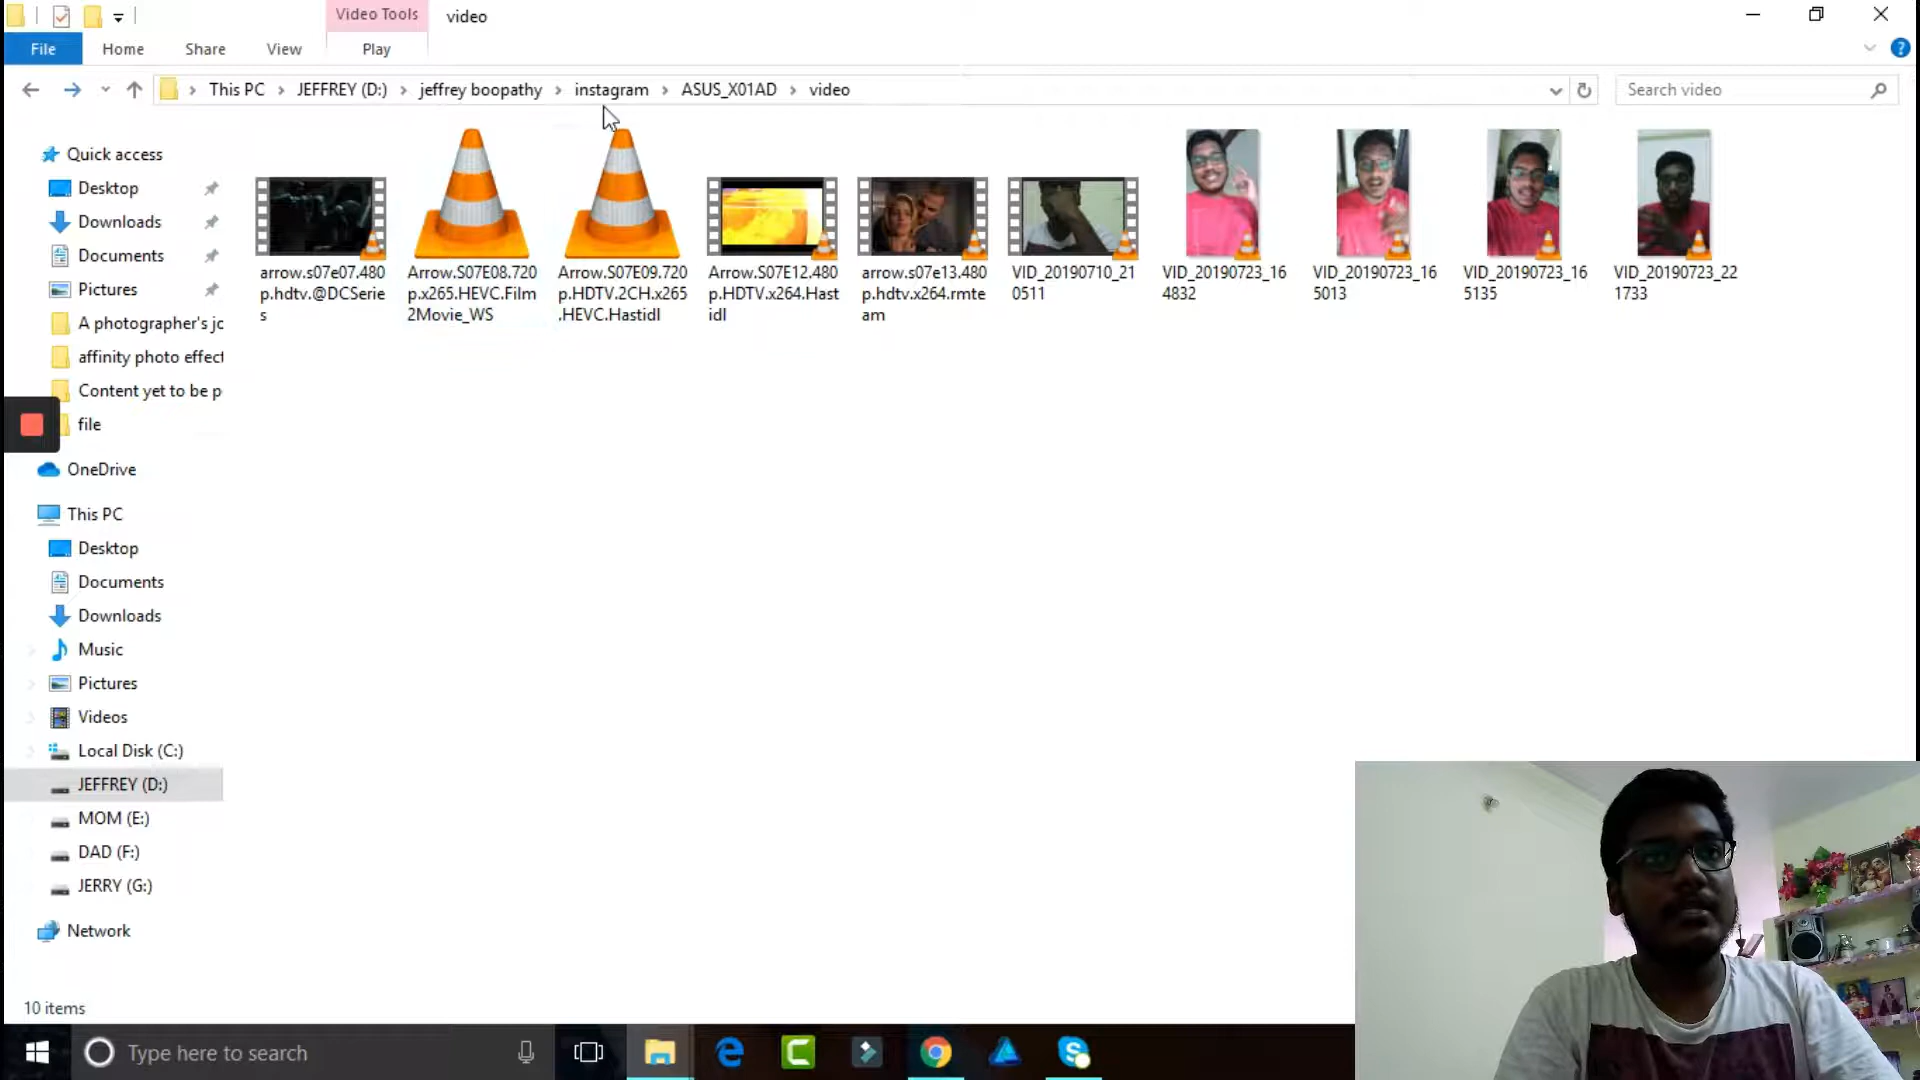 Video Tools
video
File
Home
Share
View
Play
This PC
JEFFREY (D:)
jeffrey boopathy
instagram
ASUS_X01AD
video
Search video
Quick access
Desktop
Downloads
Documents
Pictures
A photographer's jc
affinity photo effect
Content yet to be p
file
OneDrive
This PC
Desktop
Documents
Downloads
Music
Pictures
Videos
Local Disk (C:)
JEFFREY (D:)
MOM (E:)
DAD (F:)
JERRY (G:)
Network
arrow.s07e07.480
p.hdtv.@DCSerie
s
Arrow.S07E08.720
p.x265.HEVC.Film
2Movie_WS
Arrow.S07E09.720
p.HDTV.2CH.x265
.HEVC.Hastidl
Arrow.S07E12.480
p.HDTV.x264.Hast
idl
arrow.s07e13.480
p.hdtv.x264.rmte
am
VID_20190710_21
0511
VID_20190723_16
4832
VID_20190723_16
5013
VID_20190723_16
5135
VID_20190723_22
1733
10 items
Type here to search